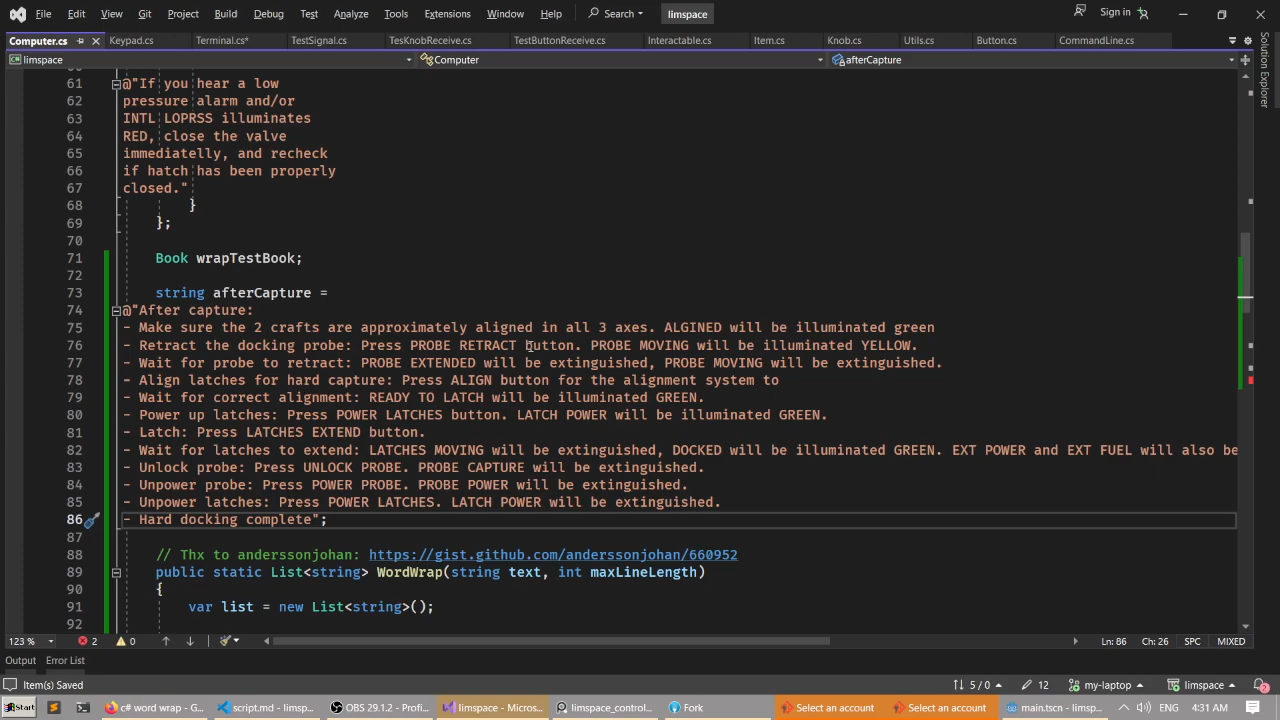 File Edit View Git Project Build Debug Test Analyze Tools Extensions Window Help Search limspace Sign in
Computer.cs Keypad.cs Terminal.cs* TestSignal.cs TesKnobReceive.cs TestButtonReceive.cs Interactable.cs Item.cs Knob.cs Utils.cs Button.cs CommandLine.cs
limspace Computer afterCapture
61 @"If you hear a low
62 pressure alarm and/or
63 INTL LOPRSS illuminates
64 RED, close the valve
65 immediatelly, and recheck
66 if hatch has been properly
67 closed."
68 }
69 };
70
71 Book wrapTestBook;
72
73 string afterCapture =
74 @"After capture:
75 - Make sure the 2 crafts are approximately aligned in all 3 axes. ALGINED will be illuminated green
76 - Retract the docking probe: Press PROBE RETRACT button. PROBE MOVING will be illuminated YELLOW.
77 - Wait for probe to retract: PROBE EXTENDED will be extinguished, PROBE MOVING will be extinguished.
78 - Align latches for hard capture: Press ALIGN button for the alignment system to
79 - Wait for correct alignment: READY TO LATCH will be illuminated GREEN.
80 - Power up latches: Press POWER LATCHES button. LATCH POWER will be illuminated GREEN.
81 - Latch: Press LATCHES EXTEND button.
82 - Wait for latches to extend: LATCHES MOVING will be extinguished, DOCKED will be illuminated GREEN. EXT POWER and EXT FUEL will also be
83 - Unlock probe: Press UNLOCK PROBE. PROBE CAPTURE will be extinguished.
84 - Unpower probe: Press POWER PROBE. PROBE POWER will be extinguished.
85 - Unpower latches: Press POWER LATCHES. LATCH POWER will be extinguished.
86 - Hard docking complete";
87
88 // Thx to anderssonjohan: https://gist.github.com/anderssonjohan/660952
89 public static List<string> WordWrap(string text, int maxLineLength)
90 {
91 var list = new List<string>();
92
Solution Explorer
123 % 2 0 Ln: 86 Ch: 26 SPC MIXED
Output Error List
Item(s) Saved 5 / 0 12 my-laptop limspace 2
Start c# word wrap - G... script.md - limsp... OBS 29.1.2 - Profi... limspace - Micros... limspace_control... Fork Select an account Select an account main.tscn - limsp... ENG 4:31 AM